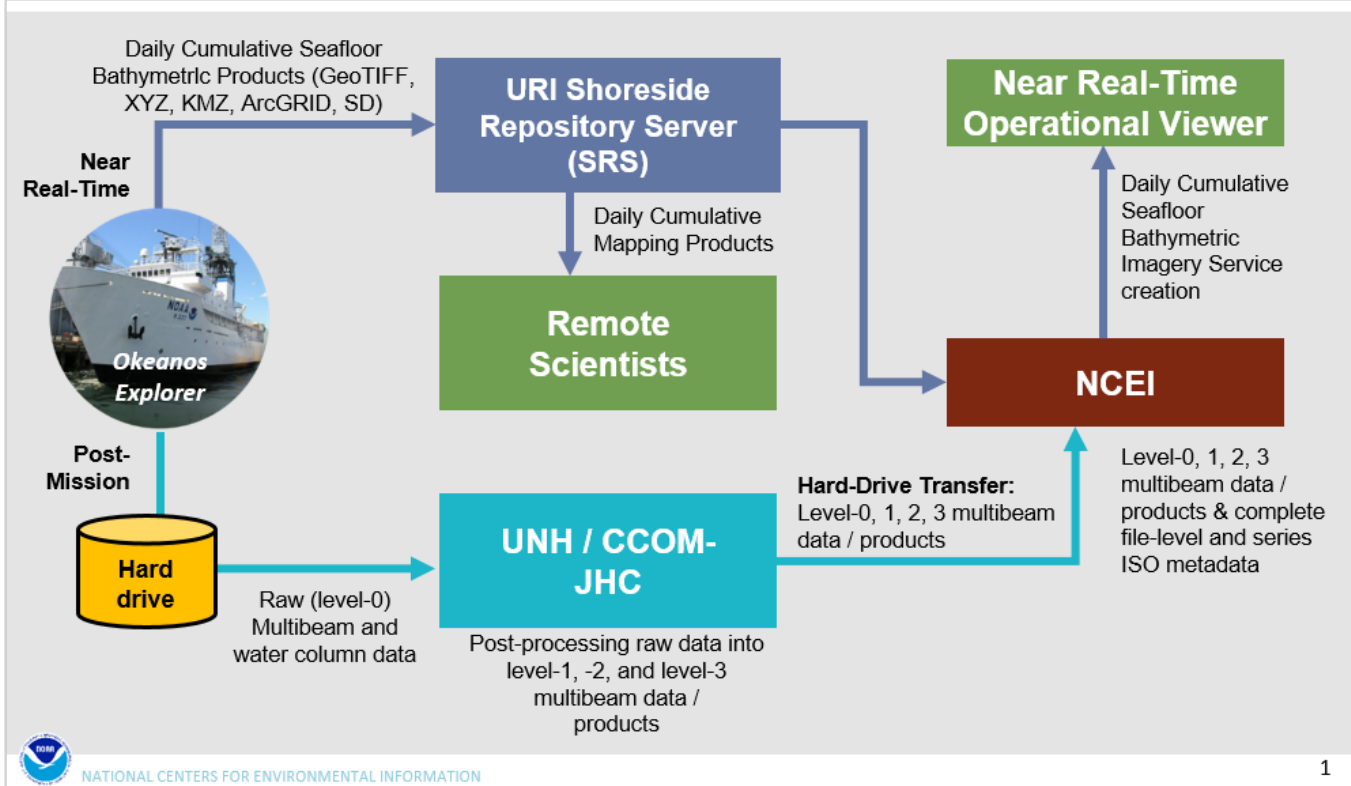 Daily Cumulative Seafloor
Bathymetric Products (GeoTIFF,
XYZ, KMZ, ArcGRID, SD)
URI Shoreside
Repository Server
(SRS)
Near Real-Time
Operational Viewer
Near
Real-Time
Daily Cumulative
Mapping Products
Daily Cumulative
Seafloor
Bathymetric
Imagery Service
creation
NOAA
Okeanos
Explorer
Remote
Scientists
NCEI
Post-
Mission
Hard
drive
Raw (level-0)
Multibeam and
water column data
UNH / CCOM-
JHC
Post-processing raw data into
level-1, -2, and level-3
multibeam data /
products
Hard-Drive Transfer:
Level-0, 1, 2, 3 multibeam
data / products
Level-0, 1, 2, 3
multibeam data /
products & complete
file-level and series
ISO metadata
NOAA
NATIONAL CENTERS FOR ENVIRONMENTAL INFORMATION
1